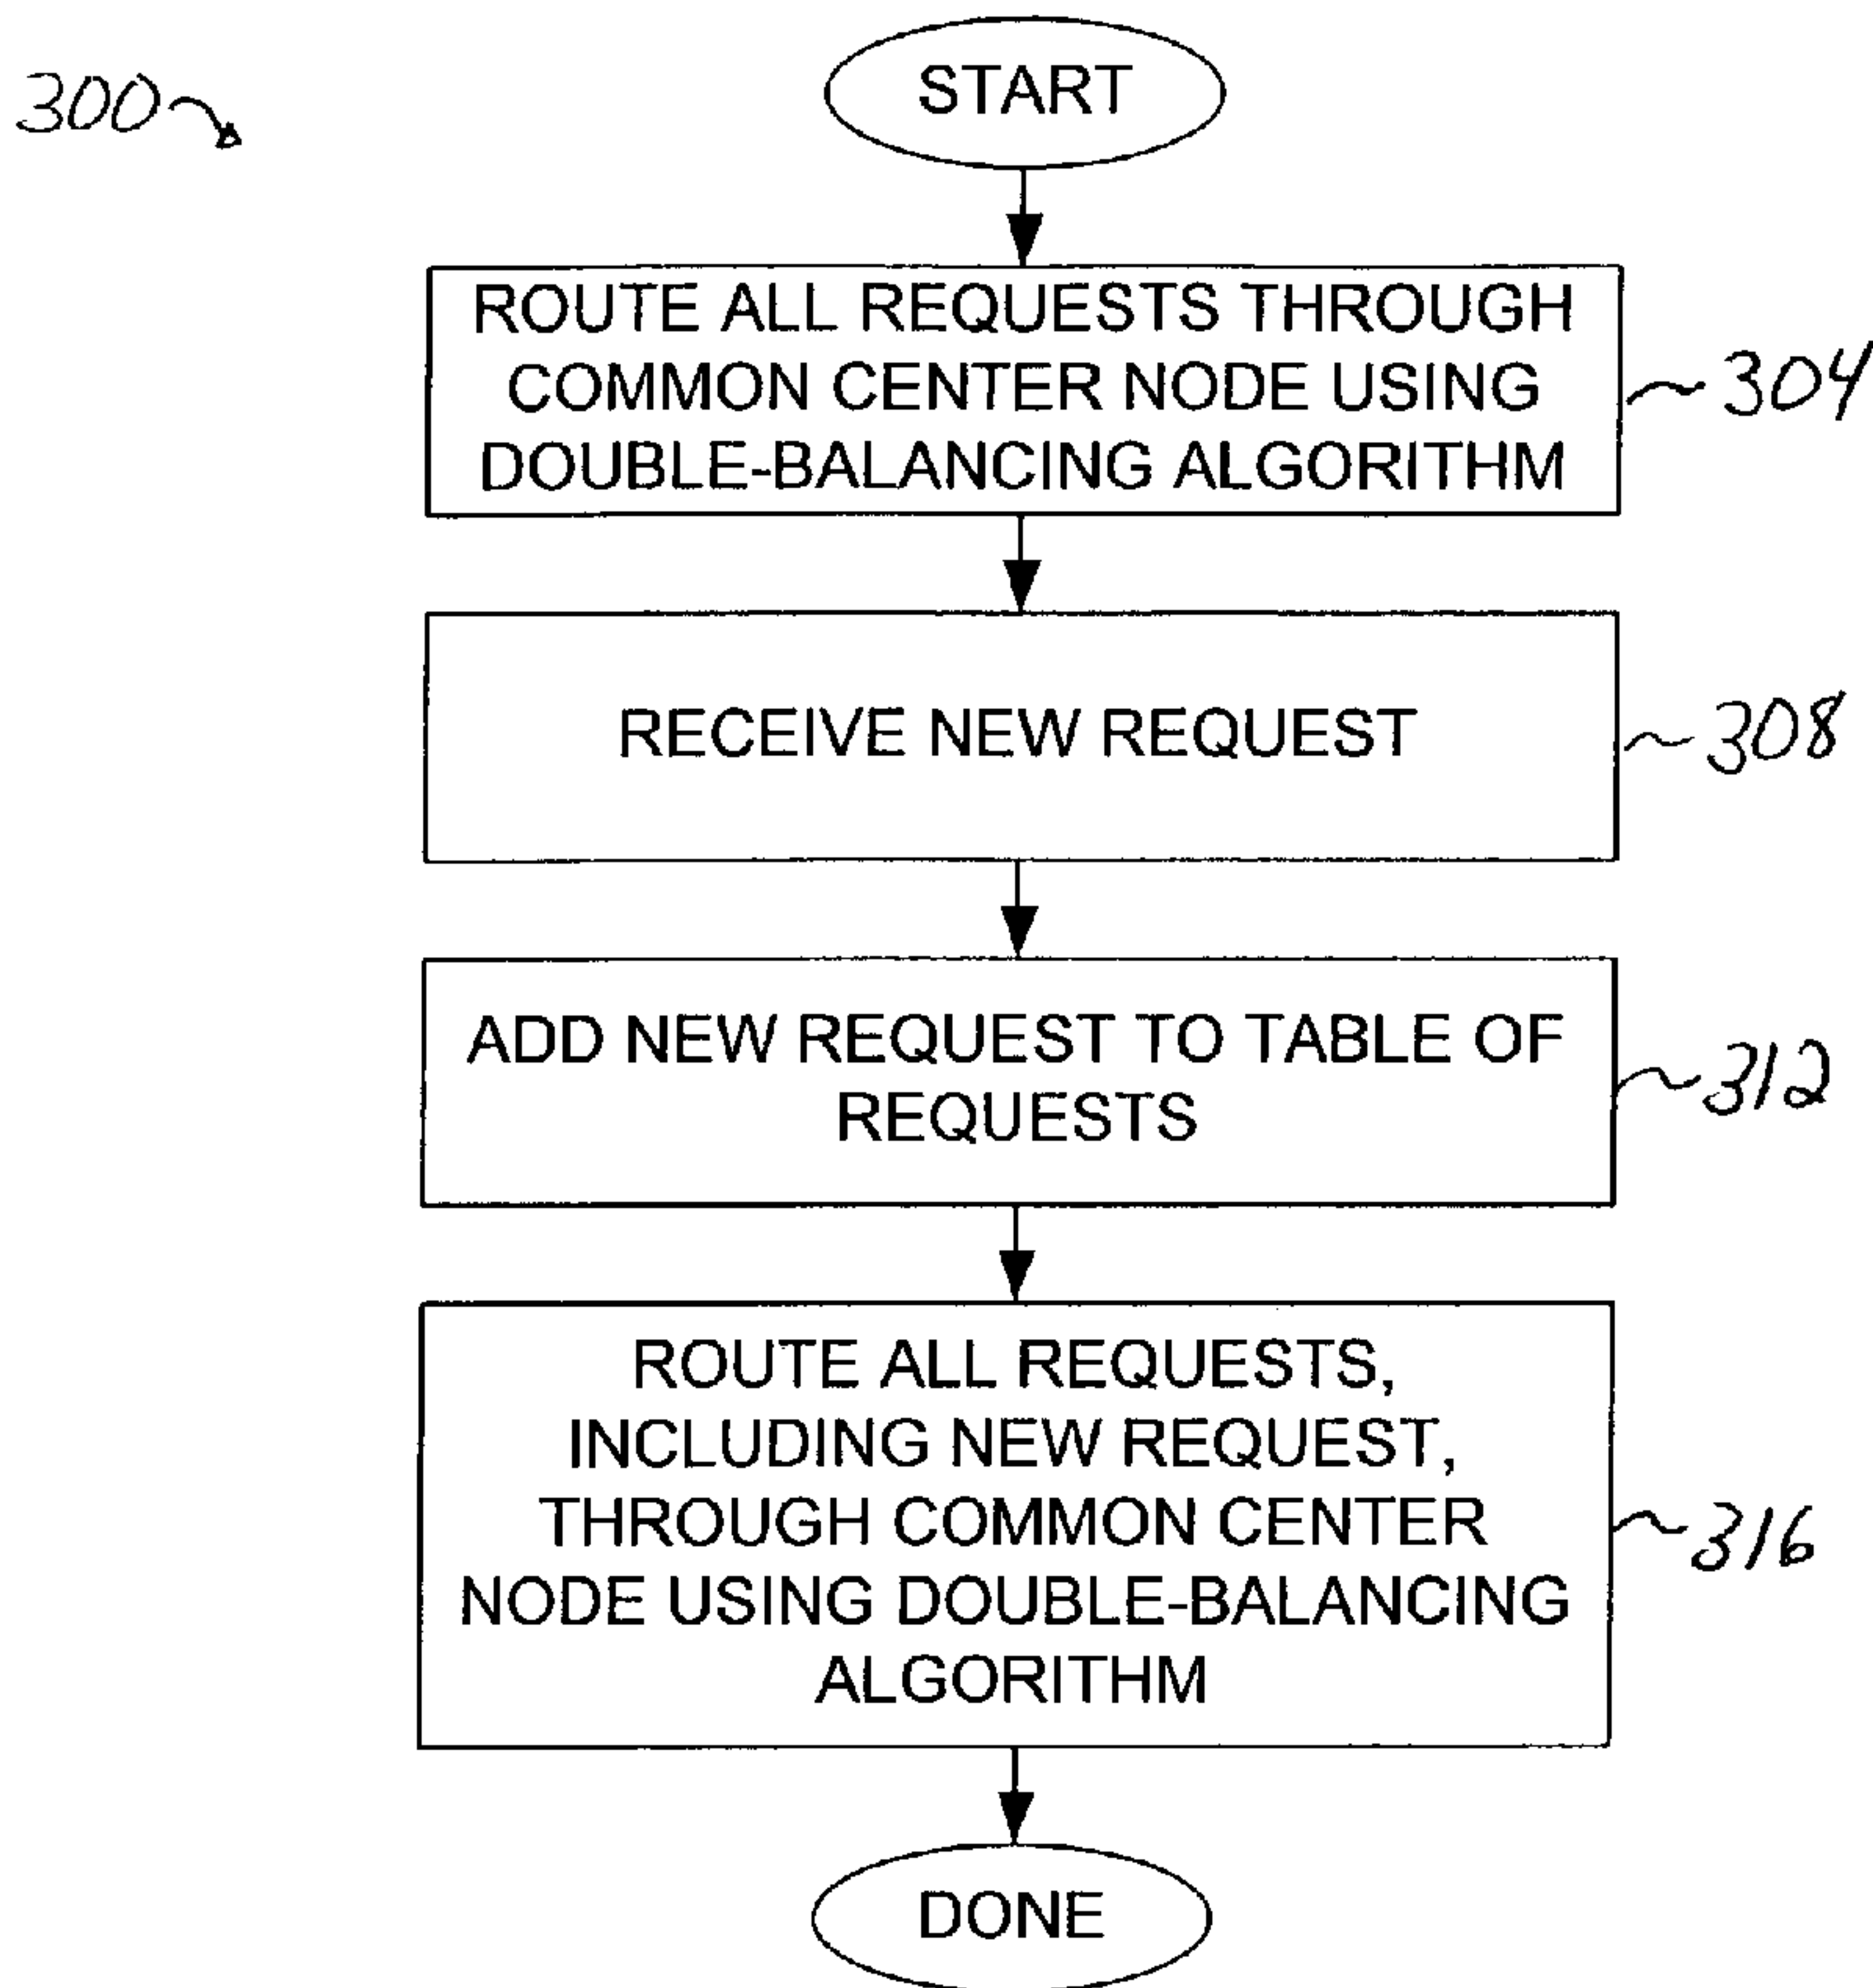 300
START
ROUTE ALL REQUESTS THROUGH
COMMON CENTER NODE USING
DOUBLE-BALANCING ALGORITHM
304
RECEIVE NEW REQUEST
308
ADD NEW REQUEST TO TABLE OF
REQUESTS
312
ROUTE ALL REQUESTS,
INCLUDING NEW REQUEST,
THROUGH COMMON CENTER
NODE USING DOUBLE-BALANCING
ALGORITHM
316
DONE